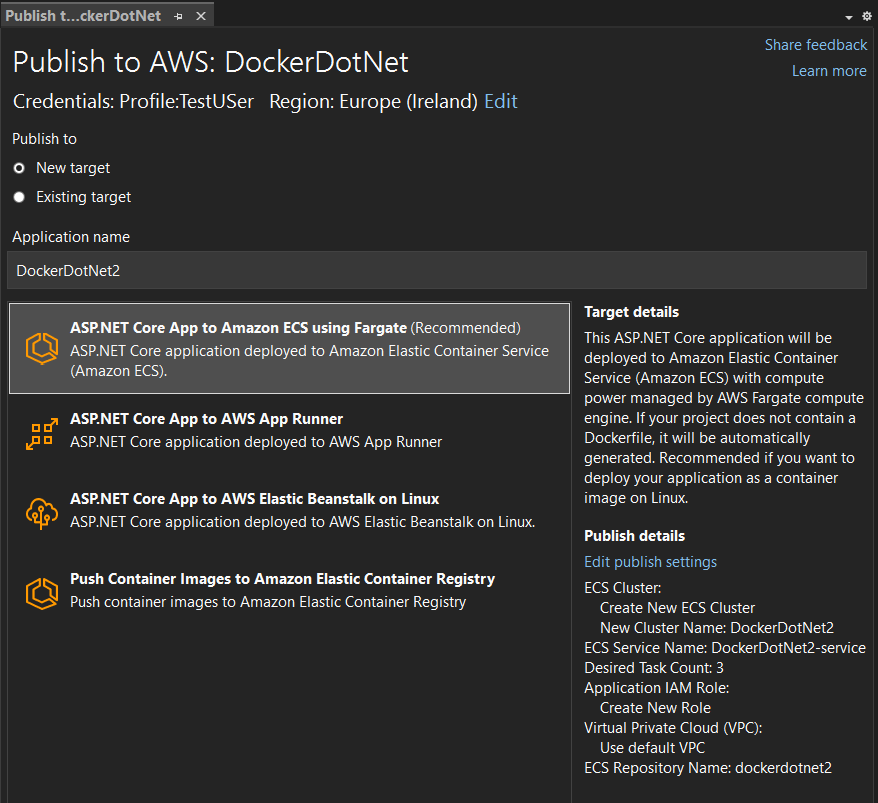 Publish t...ckerDotNet
Share feedback
Publish to AWS: DockerDotNet
Learn more
Credentials: Profile:TestUSer Region: Europe (Ireland) Edit
Publish to
New target
Existing target
Application name
DockerDotNet2
ASP.NET Core App to Amazon ECS using Fargate (Recommended)
ASP.NET Core application deployed to Amazon Elastic Container Service
(Amazon ECS).
ASP.NET Core App to AWS App Runner
ASP.NET Core application deployed to AWS App Runner
ASP.NET Core App to AWS Elastic Beanstalk on Linux
ASP.NET Core application deployed to AWS Elastic Beanstalk on Linux.
Push Container Images to Amazon Elastic Container Registry
Push container images to Amazon Elastic Container Registry
Target details
This ASP.NET Core application will be
deployed to Amazon Elastic Container
Service (Amazon ECS) with compute
power managed by AWS Fargate compute
engine. If your project does not contain a
Dockerfile, it will be automatically
generated. Recommended if you want to
deploy your application as a container
image on Linux.
Publish details
Edit publish settings
ECS Cluster:
Create New ECS Cluster
New Cluster Name: DockerDotNet2
ECS Service Name: DockerDotNet2-service
Desired Task Count: 3
Application IAM Role:
Create New Role
Virtual Private Cloud (VPC):
Use default VPC
ECS Repository Name: dockerdotnet2